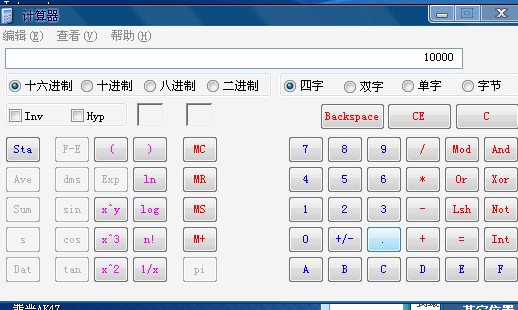 计算器
编辑(E) 查看(V) 帮助(H)
10000
十六进制 十进制 八进制 二进制 四字 双字 单字 字节
Inv Hyp Backspace CE C
Sta F-E ( ) MC 7 8 9 / Mod And
Ave dms Exp ln MR 4 5 6 * Or Xor
Sum sin x^y log MS 1 2 3 - Lsh Not
s cos x^3 n! M+ 0 +/- . + = Int
Dat tan x^2 1/x pi A B C D E F